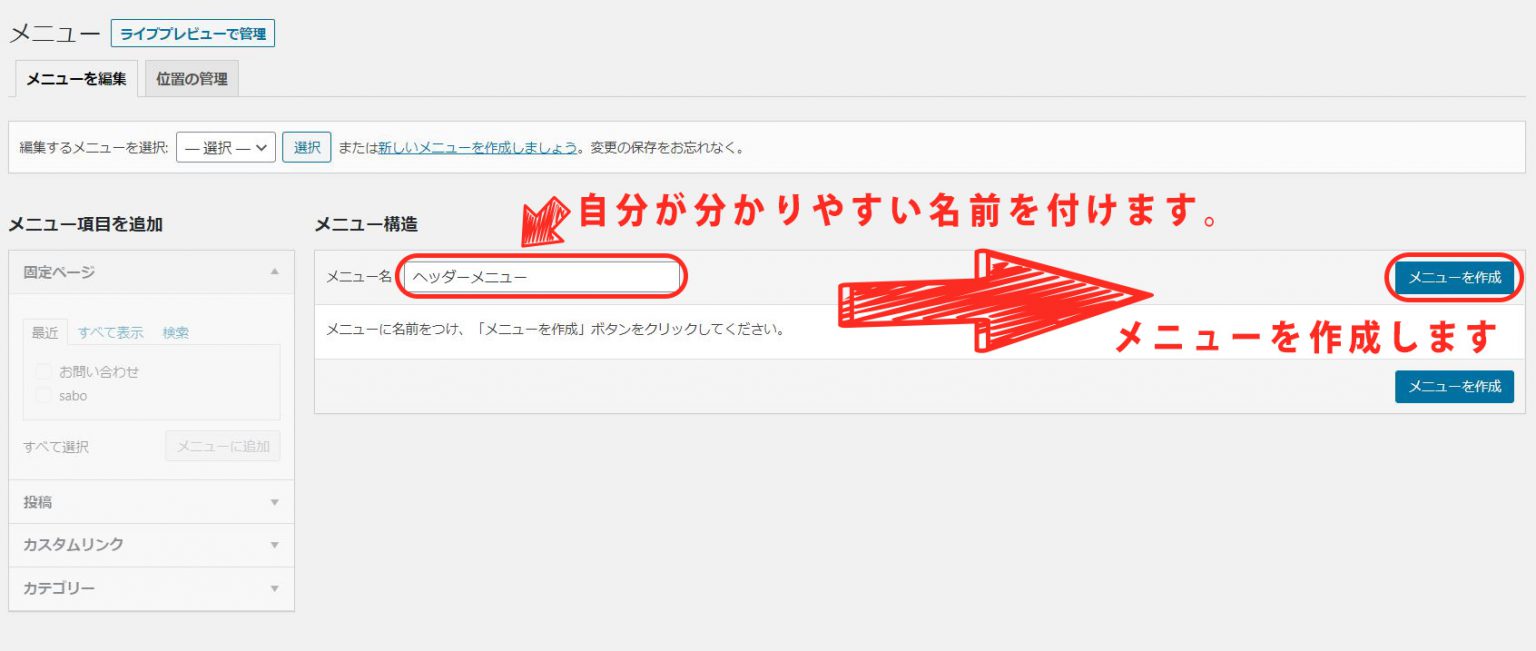 メニュー ライブプレビューで管理
メニューを編集 位置の管理
編集するメニューを選択: — 選択 — 選択 または新しいメニューを作成しましょう。変更の保存をお忘れなく。
自分が分かりやすい名前を付けます。
メニュー項目を追加
メニュー構造
固定ページ
最近 すべて表示 検索
お問い合わせ
sabo
すべて選択 メニューに追加
投稿
カスタムリンク
カテゴリー
メニュー名 ヘッダーメニュー
メニューを作成
メニューに名前をつけ、「メニューを作成」ボタンをクリックしてください。
メニューを作成します
メニューを作成